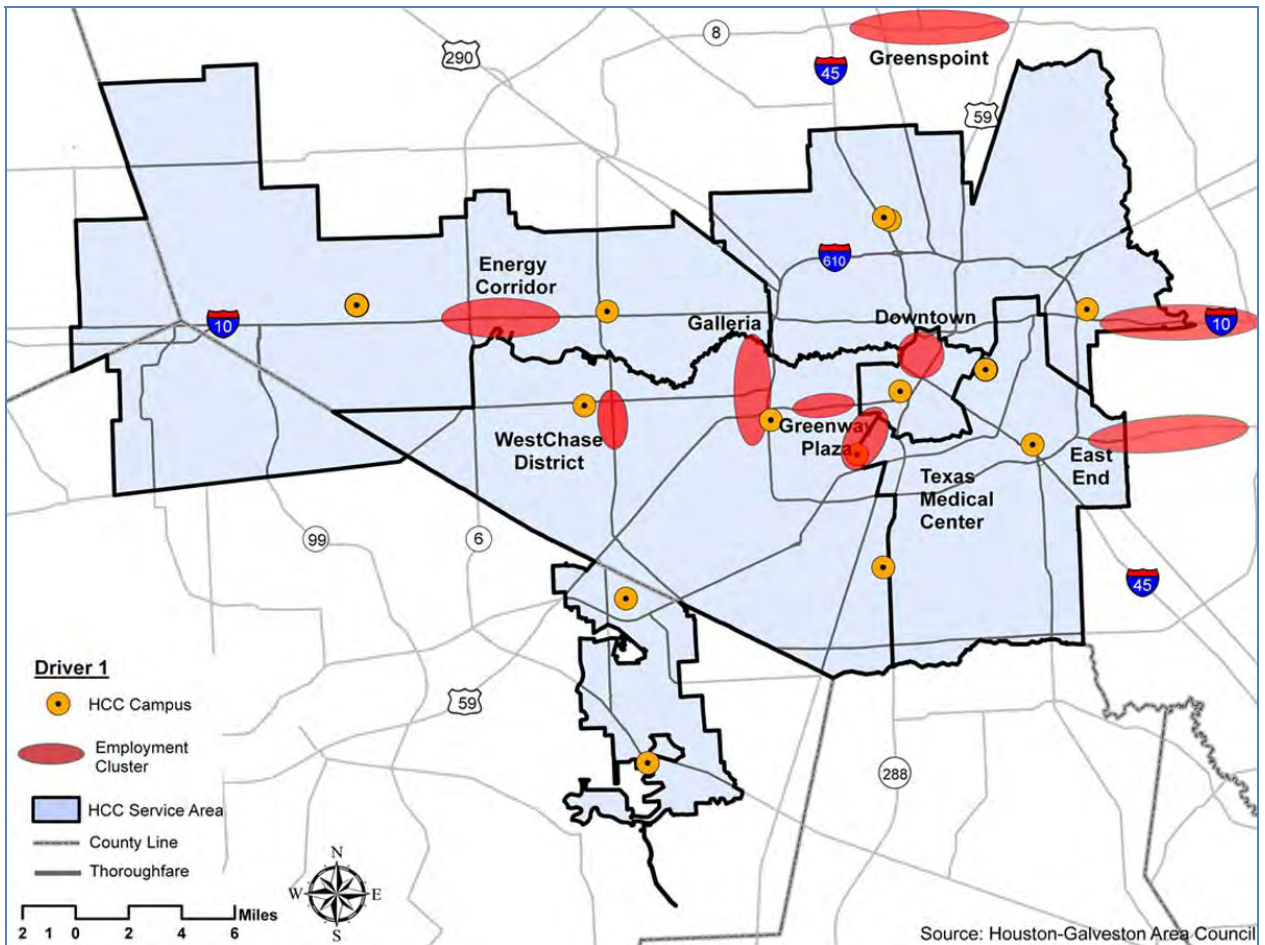 8
290
Greenspoint
45
59
610
Energy
Corridor
10
Galleria
Downtown
10
WestChase
District
Greenway
Plaza
Texas
Medical
Center
East
End
99
6
45
59
288
Driver 1
HCC Campus
Employment
Cluster
HCC Service Area
County Line
Thoroughfare
N
W
E
S
Miles
2 1 0 2 4 6
Source: Houston-Galveston Area Council